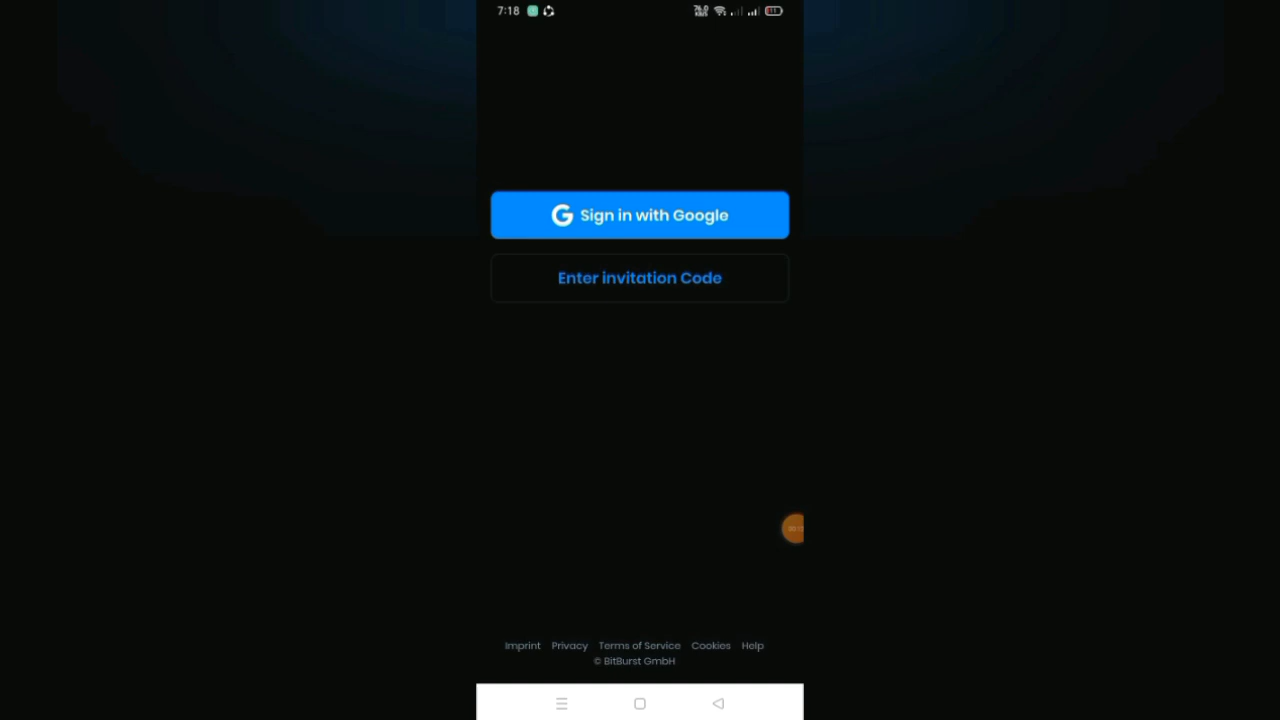 7:18
Sign in with Google
Enter invitation Code
Imprint Privacy Terms of Service Cookies Help
© BitBurst GmbH